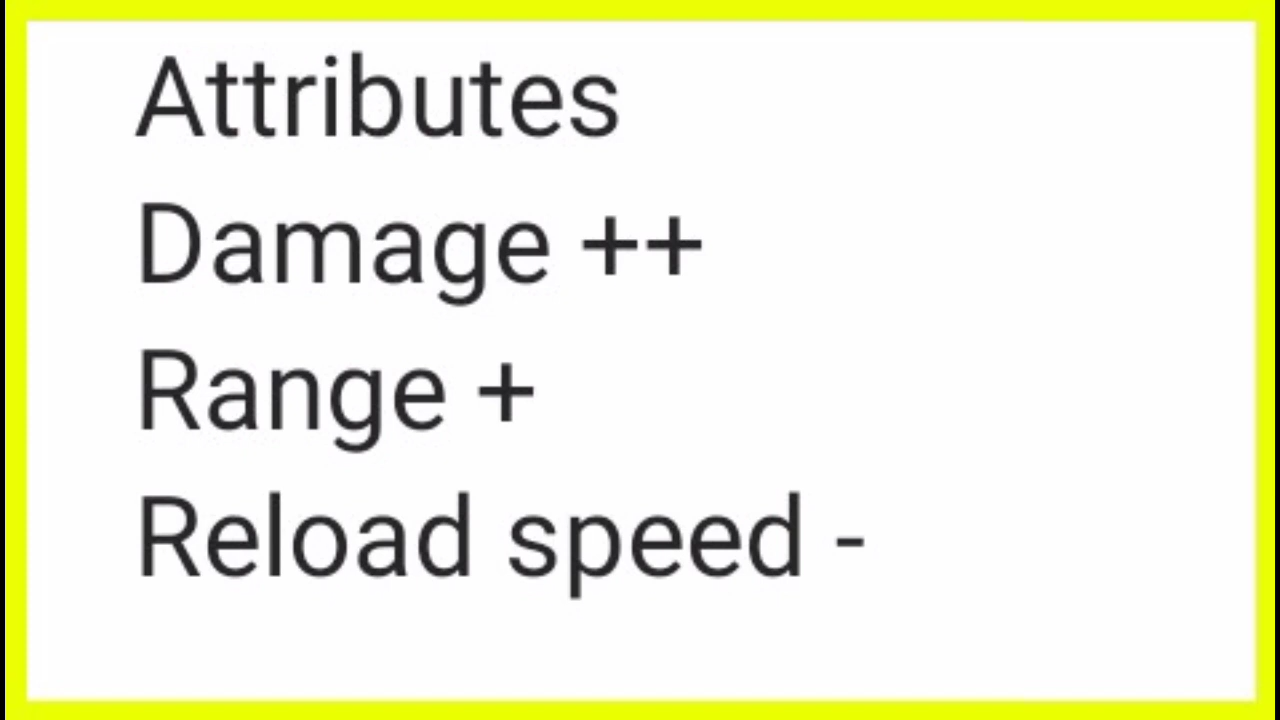 Attributes
Damage ++
Range +
Reload speed -